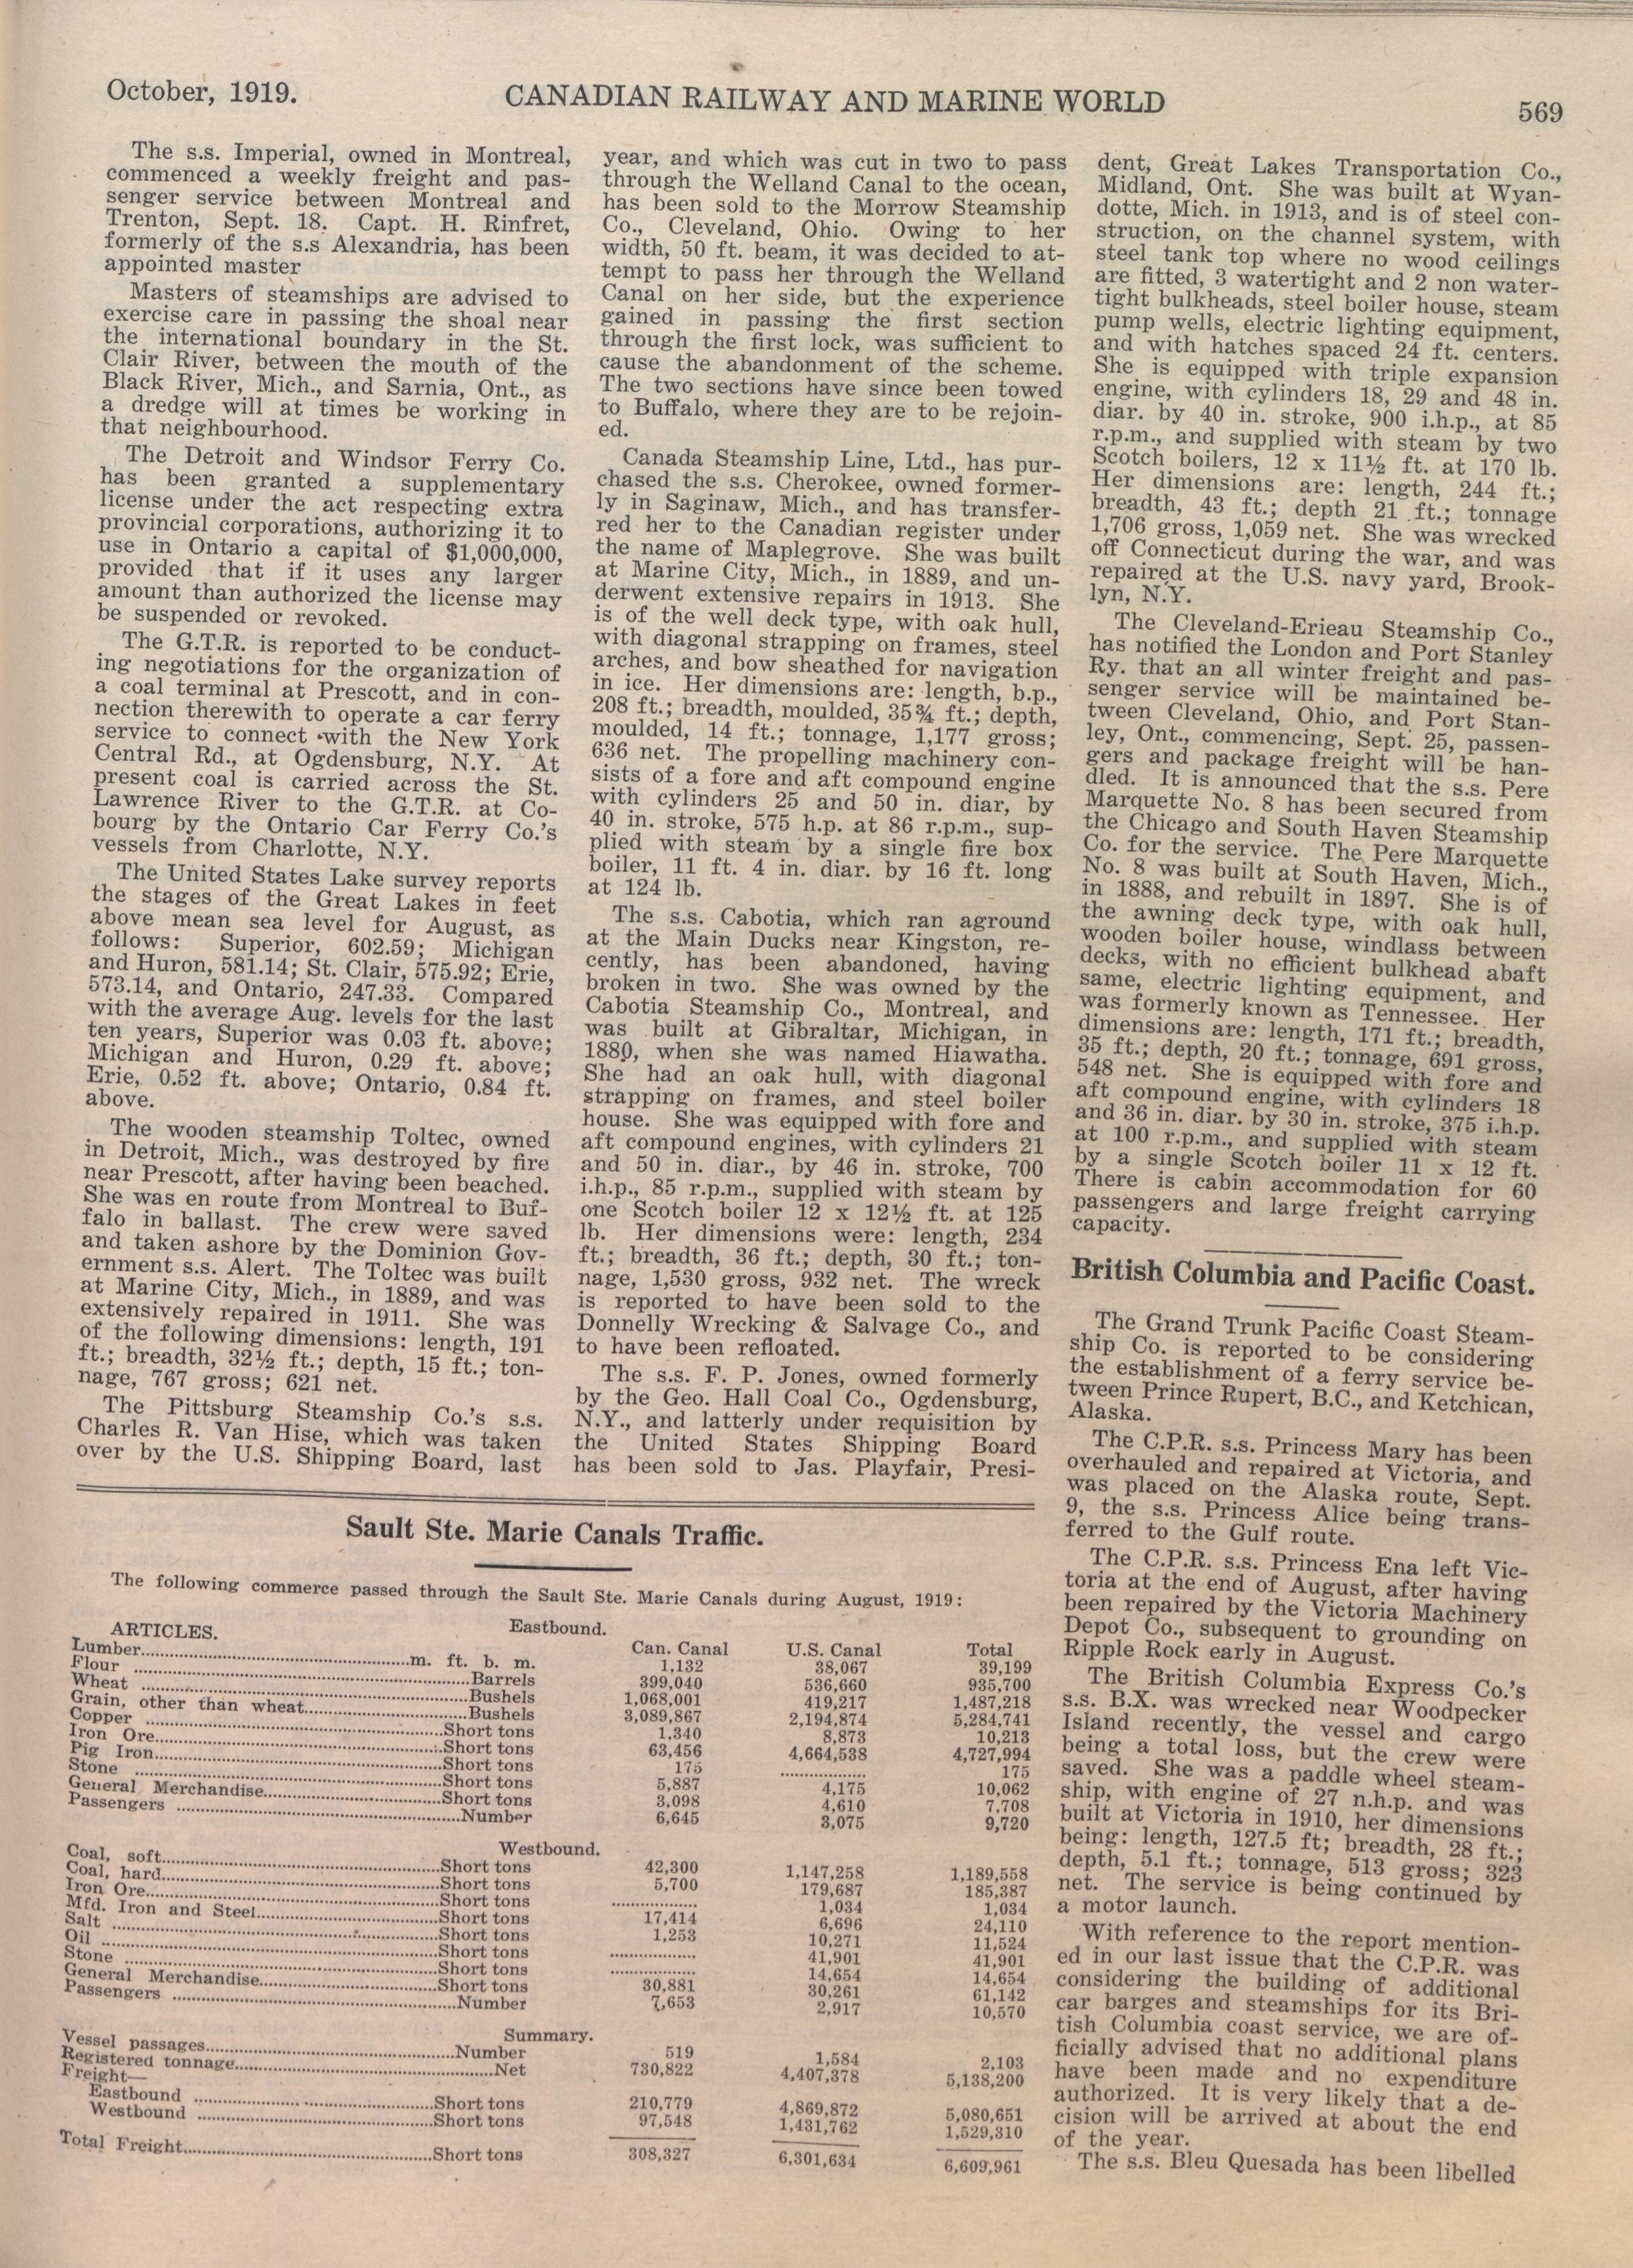 October, 1919.
CANADIAN RAILWAY AND MARINE WORLD
569
The s.s. Imperial, owned in Montreal,
commenced a weekly freight and pas-
senger service between Montreal and
Trenton, Sept. 18. Capt. H. Rinfret,
formerly of the s.s Alexandria, has been
appointed master
Masters of steamships are advised to
exercise care in passing the shoal near
the international boundary in the St.
Clair River, between the mouth of the
Black River, Mich., and Sarnia, Ont., as
a dredge will at times be working in
that neighbourhood.
The Detroit and Windsor Ferry Co.
has been granted a supplementary
license under the act respecting extra
provincial corporations, authorizing it to
use in Ontario a capital of $1,000,000,
provided that if it uses any larger
amount than authorized the license may
be suspended or revoked.
The G.T.R. is reported to be conduct-
ing negotiations for the organization of
a coal terminal at Prescott, and in con-
nection therewith to operate a car ferry
service to connect with the New York
Central Rd., at Ogdensburg, N.Y. At
present coal is carried across the St.
Lawrence River to the G.T.R. at Co-
bourg by the Ontario Car Ferry Co.'s
vessels from Charlotte, N.Y.
The United States Lake survey reports
the stages of the Great Lakes in feet
above mean sea level for August, as
follows: Superior, 602.59; Michigan
and Huron, 581.14; St. Clair, 575.92; Erie,
573.14, and Ontario, 247.33. Compared
with the average Aug. levels for the last
ten years, Superior was 0.03 ft. above;
Michigan and Huron, 0.29 ft. above;
Erie, 0.52 ft. above; Ontario, 0.84 ft.
above.
The wooden steamship Toltec, owned
in Detroit, Mich., was destroyed by fire
near Prescott, after having been beached.
She was en route from Montreal to Buf-
falo in ballast. The crew were saved
and taken ashore by the Dominion Gov-
ernment s.s. Alert. The Toltec was built
at Marine City, Mich., in 1889, and was
extensively repaired in 1911. She was
of the following dimensions: length, 191
ft.; breadth, 32½ ft.; depth, 15 ft.; ton-
nage, 767 gross; 621 net.
The Pittsburg Steamship Co.'s s.s.
Charles R. Van Hise, which was taken
over by the U.S. Shipping Board, last
year, and which was cut in two to pass
through the Welland Canal to the ocean,
has been sold to the Morrow Steamship
Co., Cleveland, Ohio. Owing to her
width, 50 ft. beam, it was decided to at-
tempt to pass her through the Welland
Canal on her side, but the experience
gained in passing the first section
through the first lock, was sufficient to
cause the abandonment of the scheme.
The two sections have since been towed
to Buffalo, where they are to be rejoin-
ed.
Canada Steamship Line, Ltd., has pur-
chased the s.s. Cherokee, owned former-
ly in Saginaw, Mich., and has transfer-
red her to the Canadian register under
the name of Maplegrove. She was built
at Marine City, Mich., in 1889, and un-
derwent extensive repairs in 1913. She
is of the well deck type, with oak hull,
with diagonal strapping on frames, steel
arches, and bow sheathed for navigation
in ice. Her dimensions are: length, b.p.,
208 ft.; breadth, moulded, 35¾ ft.; depth,
moulded, 14 ft.; tonnage, 1,177 gross;
636 net. The propelling machinery con-
sists of a fore and aft compound engine
with cylinders 25 and 50 in. diar, by
40 in. stroke, 575 h.p. at 86 r.p.m., sup-
plied with steam by a single fire box
boiler, 11 ft. 4 in. diar. by 16 ft. long
at 124 lb.
The s.s. Cabotia, which ran aground
at the Main Ducks near Kingston, re-
cently, has been abandoned, having
broken in two. She was owned by the
Cabotia Steamship Co., Montreal, and
was built at Gibraltar, Michigan, in
1880, when she was named Hiawatha.
She had an oak hull, with diagonal
strapping on frames, and steel boiler
house. She was equipped with fore and
aft compound engines, with cylinders 21
and 50 in. diar., by 46 in. stroke, 700
i.h.p., 85 r.p.m., supplied with steam by
one Scotch boiler 12 x 12½ ft. at 125
lb. Her dimensions were: length, 234
ft.; breadth, 36 ft.; depth, 30 ft.; ton-
nage, 1,530 gross, 932 net. The wreck
is reported to have been sold to the
Donnelly Wrecking & Salvage Co., and
to have been refloated.
The s.s. F. P. Jones, owned formerly
by the Geo. Hall Coal Co., Ogdensburg,
N.Y., and latterly under requisition by
the United States Shipping Board
has been sold to Jas. Playfair, Presi-
dent, Great Lakes Transportation Co.,
Midland, Ont. She was built at Wyan-
dotte, Mich. in 1913, and is of steel con-
struction, on the channel system, with
steel tank top where no wood ceilings
are fitted, 3 watertight and 2 non water-
tight bulkheads, steel boiler house, steam
pump wells, electric lighting equipment,
and with hatches spaced 24 ft. centers.
She is equipped with triple expansion
engine, with cylinders 18, 29 and 48 in.
diar. by 40 in. stroke, 900 i.h.p., at 85
r.p.m., and supplied with steam by two
Scotch boilers, 12 x 11½ ft. at 170 lb.
Her dimensions are: length, 244 ft.;
breadth, 43 ft.; depth 21 ft.; tonnage
1,706 gross, 1,059 net. She was wrecked
off Connecticut during the war, and was
repaired at the U.S. navy yard, Brook-
lyn, N.Y.
The Cleveland-Erieau Steamship Co.,
has notified the London and Port Stanley
Ry. that an all winter freight and pas-
senger service will be maintained be-
tween Cleveland, Ohio, and Port Stan-
ley, Ont., commencing, Sept. 25, passen-
gers and package freight will be han-
dled. It is announced that the s.s. Pere
Marquette No. 8 has been secured from
the Chicago and South Haven Steamship
Co. for the service. The Pere Marquette
No. 8 was built at South Haven, Mich.,
in 1888, and rebuilt in 1897. She is of
the awning deck type, with oak hull,
wooden boiler house, windlass between
decks, with no efficient bulkhead abaft
same, electric lighting equipment, and
was formerly known as Tennessee. Her
dimensions are: length, 171 ft.; breadth,
35 ft.; depth, 20 ft.; tonnage, 691 gross,
548 net. She is equipped with fore and
aft compound engine, with cylinders 18
and 36 in. diar. by 30 in. stroke, 375 i.h.p.
at 100 r.p.m., and supplied with steam
by a single Scotch boiler 11 x 12 ft.
There is cabin accommodation for 60
passengers and large freight carrying
capacity.
British Columbia and Pacific Coast.
The Grand Trunk Pacific Coast Steam-
ship Co. is reported to be considering
the establishment of a ferry service be-
tween Prince Rupert, B.C., and Ketchican,
Alaska.
The C.P.R. s.s. Princess Mary has been
overhauled and repaired at Victoria, and
was placed on the Alaska route, Sept.
9, the s.s. Princess Alice being trans-
ferred to the Gulf route.
The C.P.R. s.s. Princess Ena left Vic-
toria at the end of August, after having
been repaired by the Victoria Machinery
Depot Co., subsequent to grounding on
Ripple Rock early in August.
The British Columbia Express Co.'s
s.s. B.X. was wrecked near Woodpecker
Island recently, the vessel and cargo
being a total loss, but the crew were
saved. She was a paddle wheel steam-
ship, with engine of 27 n.h.p. and was
built at Victoria in 1910, her dimensions
being: length, 127.5 ft; breadth, 28 ft.;
depth, 5.1 ft.; tonnage, 513 gross; 323
net. The service is being continued by
a motor launch.
With reference to the report mention-
ed in our last issue that the C.P.R. was
considering the building of additional
car barges and steamships for its Bri-
tish Columbia coast service, we are of-
ficially advised that no additional plans
have been made and no expenditure
authorized. It is very likely that a de-
cision will be arrived at about the end
of the year.
The s.s. Bleu Quesada has been libelled
Sault Ste. Marie Canals Traffic.
The following commerce passed through the Sault Ste. Marie Canals during August, 1919:
Eastbound.
ARTICLES. Can. Canal U.S. Canal Total
Lumber m. ft. b. m. 1,132 38,067 39,199
Flour Barrels 399,040 536,660 935,700
Wheat Bushels 1,068,001 419,217 1,487,218
Grain, other than wheat Bushels 3,089,867 2,194,874 5,284,741
Copper Short tons 1,340 8,873 10,213
Iron Ore Short tons 63,456 4,664,538 4,727,994
Pig Iron Short tons 175 ............... 175
Stone Short tons 5,887 4,175 10,062
General Merchandise Short tons 3,098 4,610 7,708
Passengers Number 6,645 3,075 9,720
Westbound.
Coal, soft Short tons 42,300 1,147,258 1,189,558
Coal, hard Short tons 5,700 179,687 185,387
Iron Ore Short tons ............... 1,034 1,034
Mfd. Iron and Steel Short tons 17,414 6,696 24,110
Salt Short tons 1,253 10,271 11,524
Oil Short tons ............... 41,901 41,901
Stone Short tons ............... 14,654 14,654
General Merchandise Short tons 30,881 30,261 61,142
Passengers Number 7,653 2,917 10,570
Summary.
Vessel passages Number 519 1,584 2,103
Registered tonnage Net 730,822 4,407,378 5,138,200
Freight—
Eastbound Short tons 210,779 4,869,872 5,080,651
Westbound Short tons 97,548 1,431,762 1,529,310
Total Freight Short tons 308,327 6,301,634 6,609,961